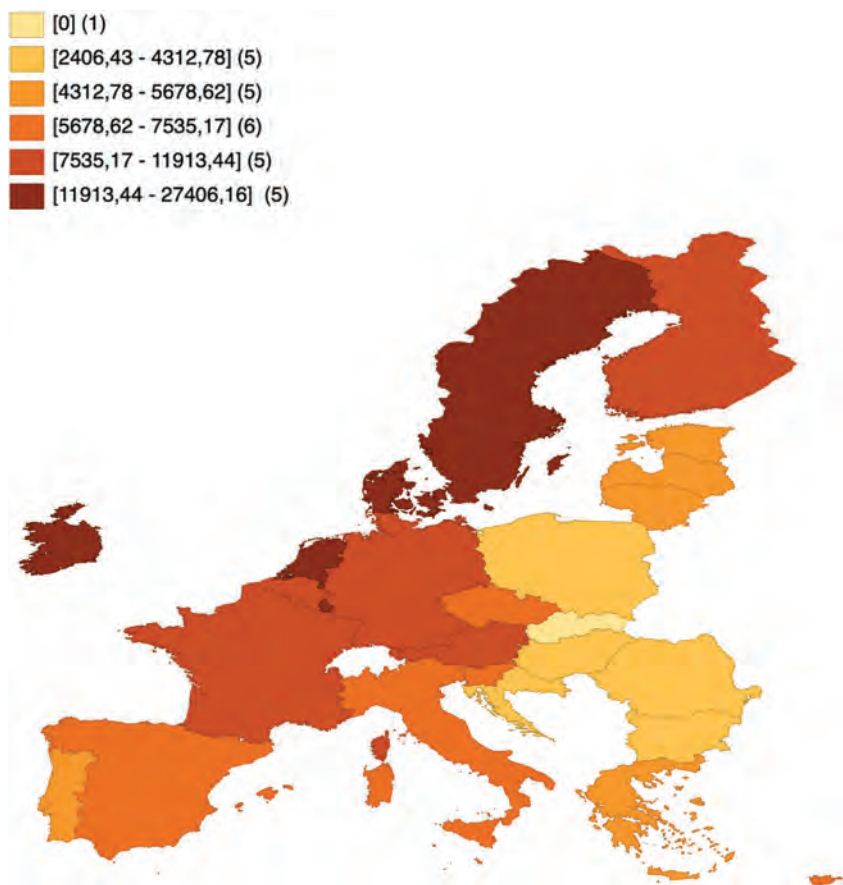 [0] (1)
[2406,43 - 4312,78] (5)
[4312,78 - 5678,62] (5)
[5678,62 - 7535,17] (6)
[7535,17 - 11913,44] (5)
[11913,44 - 27406,16] (5)